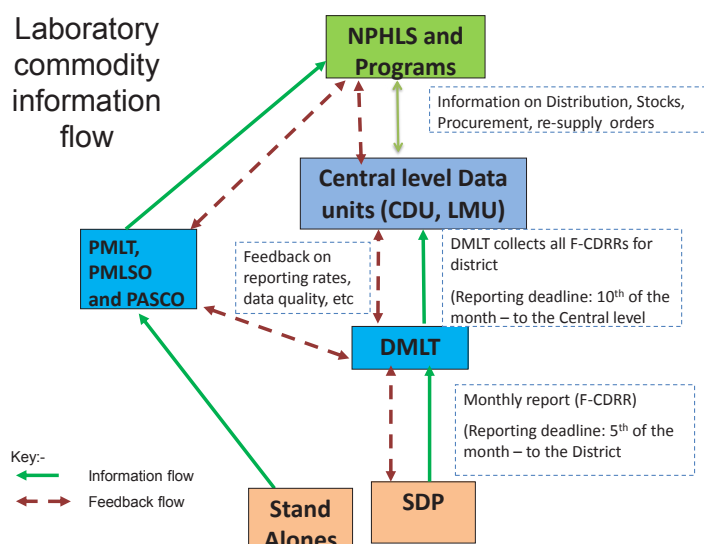 Laboratory
commodity
information
flow
NPHLS and
Programs
Information on Distribution, Stocks,
Procurement, re-supply orders
Central level Data
units (CDU, LMU)
PMLT,
PMLSO
and PASCO
Feedback on
reporting rates,
data quality, etc
DMLT collects all F-CDRRs for
district
(Reporting deadline: 10th of the
month – to the Central level
DMLT
Monthly report (F-CDRR)
(Reporting deadline: 5th of the
month – to the District
Key:-
Information flow
Feedback flow
Stand
Alones
SDP